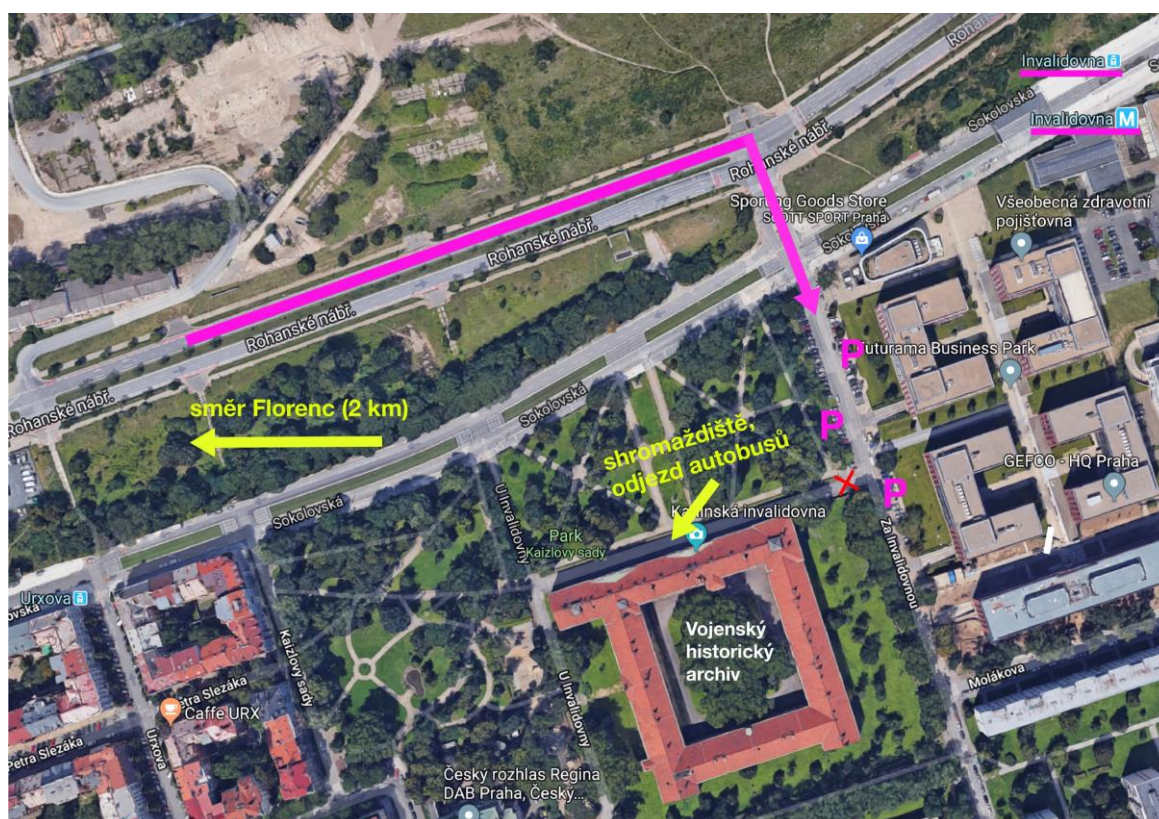 Rohanské
Invalidovna
Sokolovská
Invalidovna M
Rohanské nábř.
Sporting Goods Store
SCOTT SPORT Praha
Sokolovská
Všeobecná zdravotní
pojišťovna
Rohanské nábř.
Rohanské nábř.
P
Futurama Business Park
Rohanské nábř.
směr Florenc (2 km)
Sokolovská
P
shromaždiště,
odjezd autobusů
GEFCO - HQ Praha
Sokolovská
U Invalidovny
X
P
Karlínská invalidovna
Park
Kaizlovy sady
Za Invalidovnou
Urxova
ovska
Kaizlovy sady
Vojenský
historický
archiv
Molákova
Petra Slezáka
Caffe URX
U Invalidovny
Petra Slezáka
Urxova
Český rozhlas Regina
DAB Praha, Český...